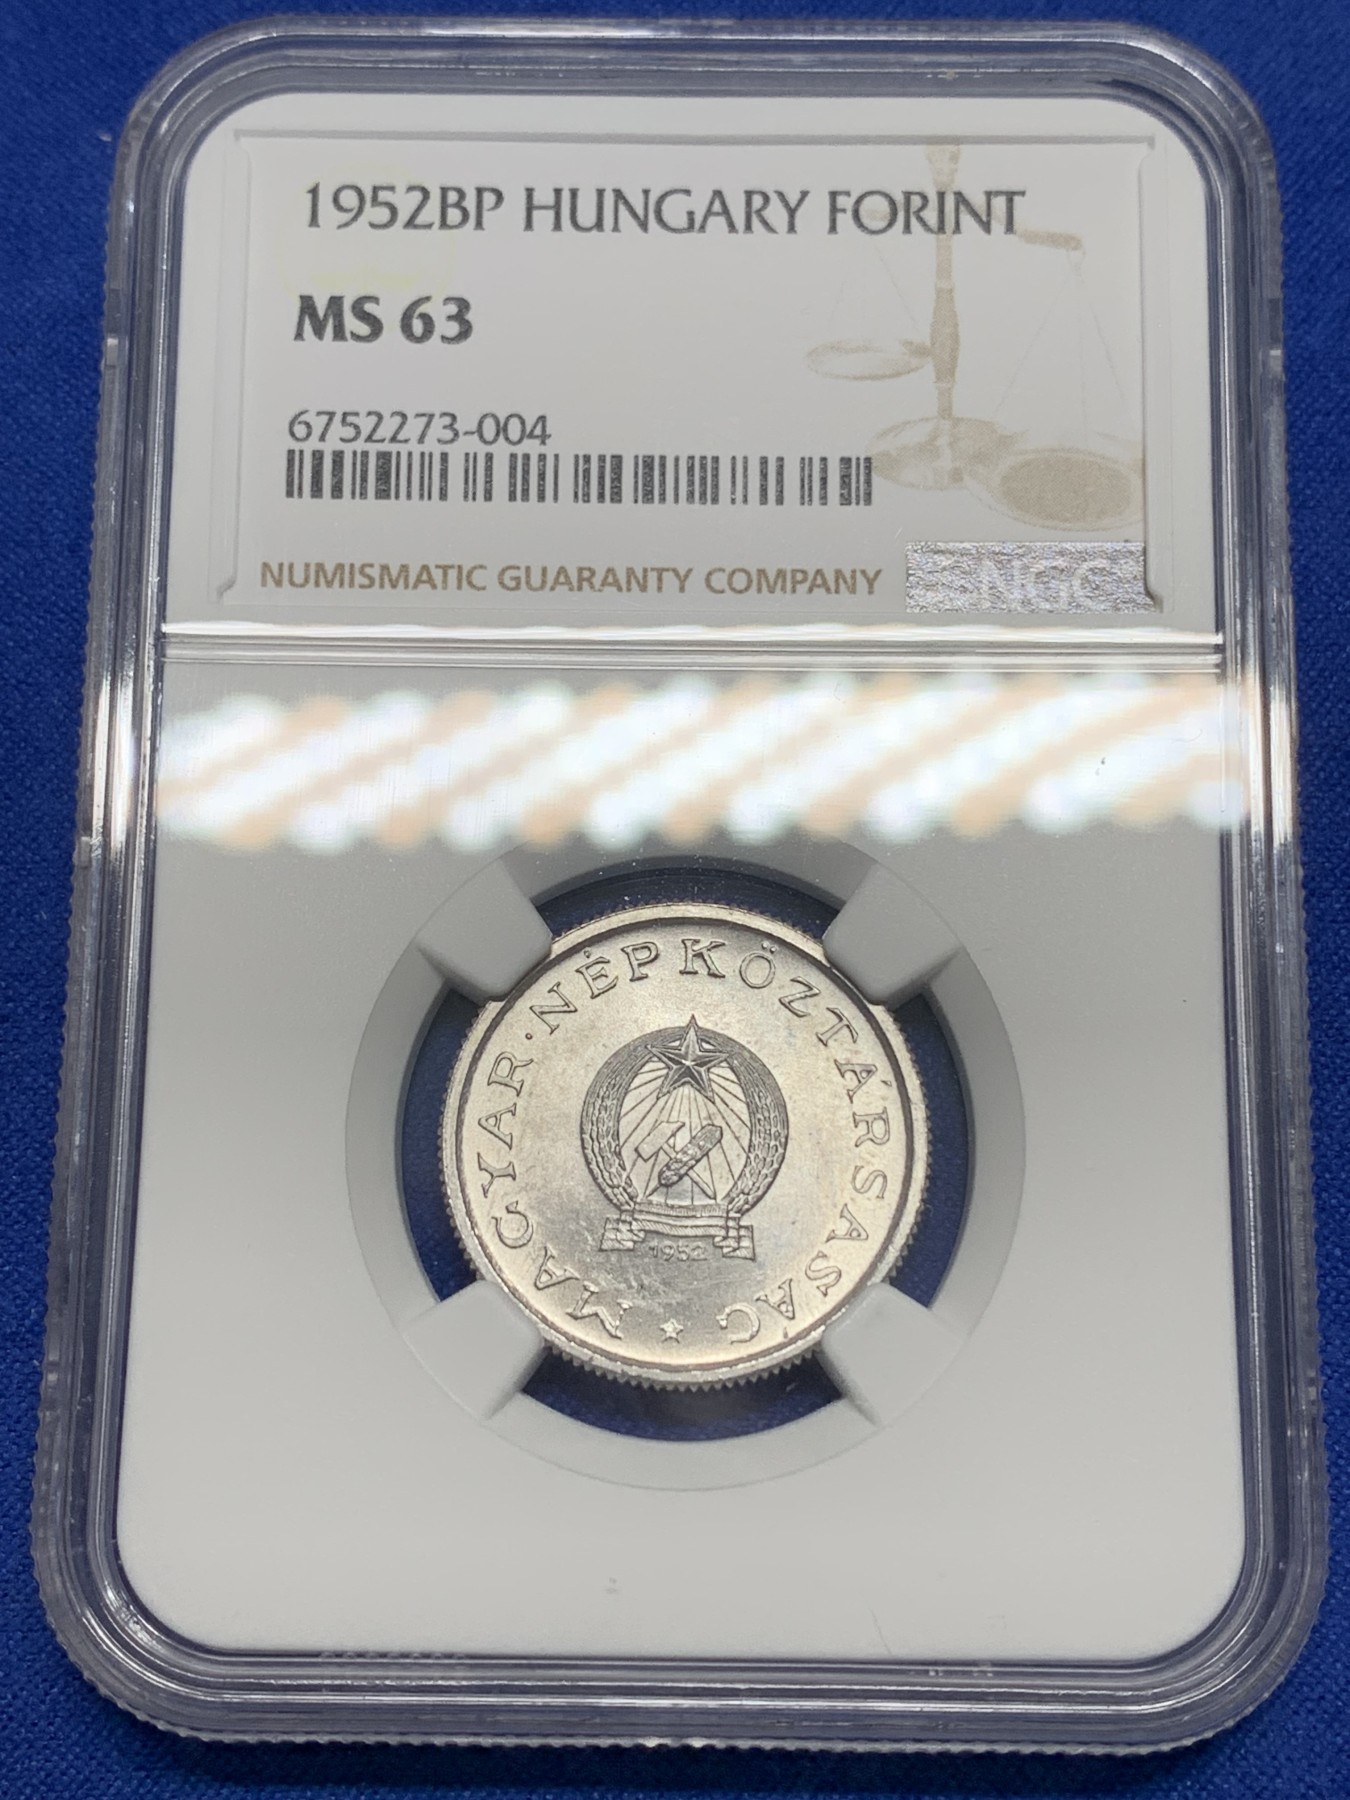 1952BP HUNGARY FORINT
MS 63
6752273-004
NUMISMATIC GUARANTY COMPANY
NGC
MAGYAR · NÉPKÖZTÁRSASÁG
1952